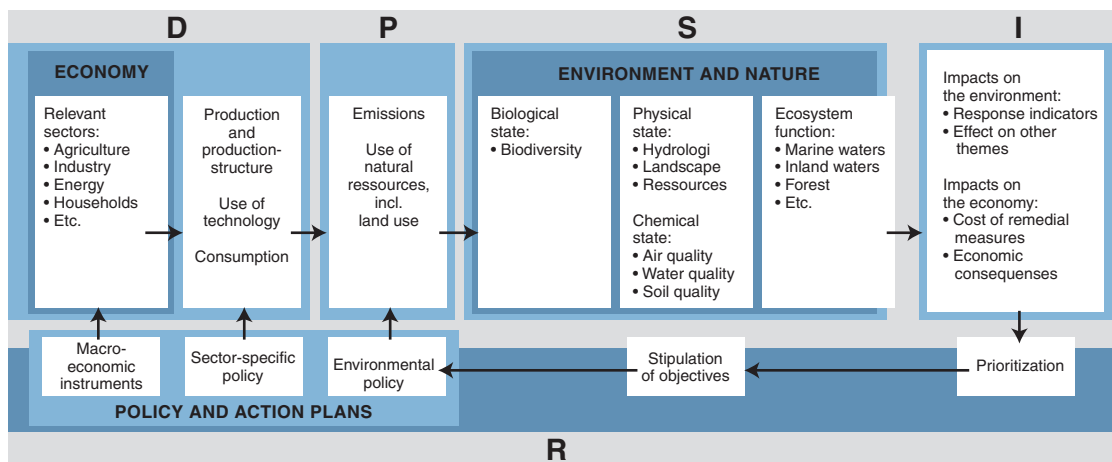 D
P
S
I
ECONOMY
Relevant
sectors:
• Agriculture
• Industry
• Energy
• Households
• Etc.
Production
and
production-
structure
Use of
technology
Consumption
Emissions
Use of
natural
ressources,
incl.
land use
ENVIRONMENT AND NATURE
Biological
state:
• Biodiversity
Physical
state:
• Hydrologi
• Landscape
• Ressources
Chemical
state:
• Air quality
• Water quality
• Soil quality
Ecosystem
function:
• Marine waters
• Inland waters
• Forest
• Etc.
Impacts on
the environment:
• Response indicators
• Effect on other
themes
Impacts on
the economy:
• Cost of remedial
measures
• Economic
consequenses
Macro-
economic
instruments
Sector-specific
policy
Environmental
policy
Stipulation
of objectives
Prioritization
POLICY AND ACTION PLANS
R